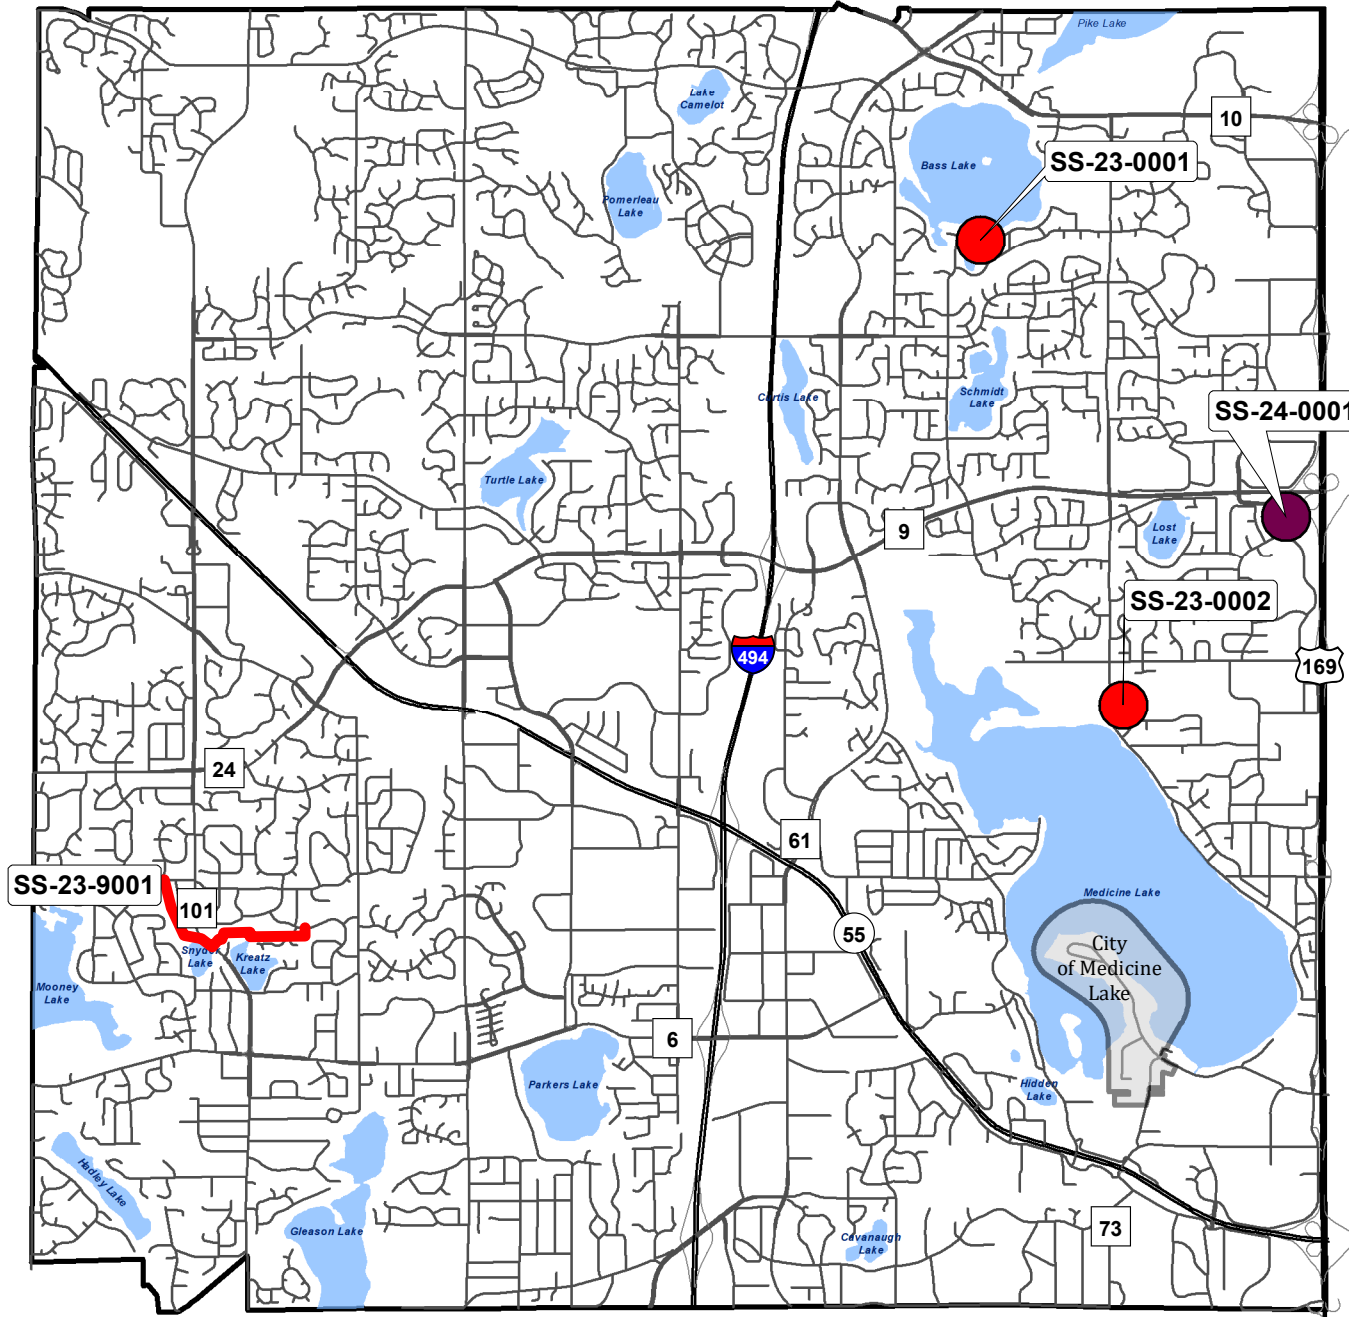 Pike Lake
Lake
Camelot
10
Bass Lake
SS-23-0001
Pomerleau
Lake
Curtis Lake
Schmidt
Lake
SS-24-0001
Turtle Lake
9
Lost
Lake
SS-23-0002
494
169
24
61
SS-23-9001
101
Medicine Lake
55
City
of Medicine
Lake
Snyder
Lake
Kreatz
Lake
Mooney
Lake
6
Parkers Lake
Hidden
Lake
Hadley Lake
Gleason Lake
Cavanaugh
Lake
73